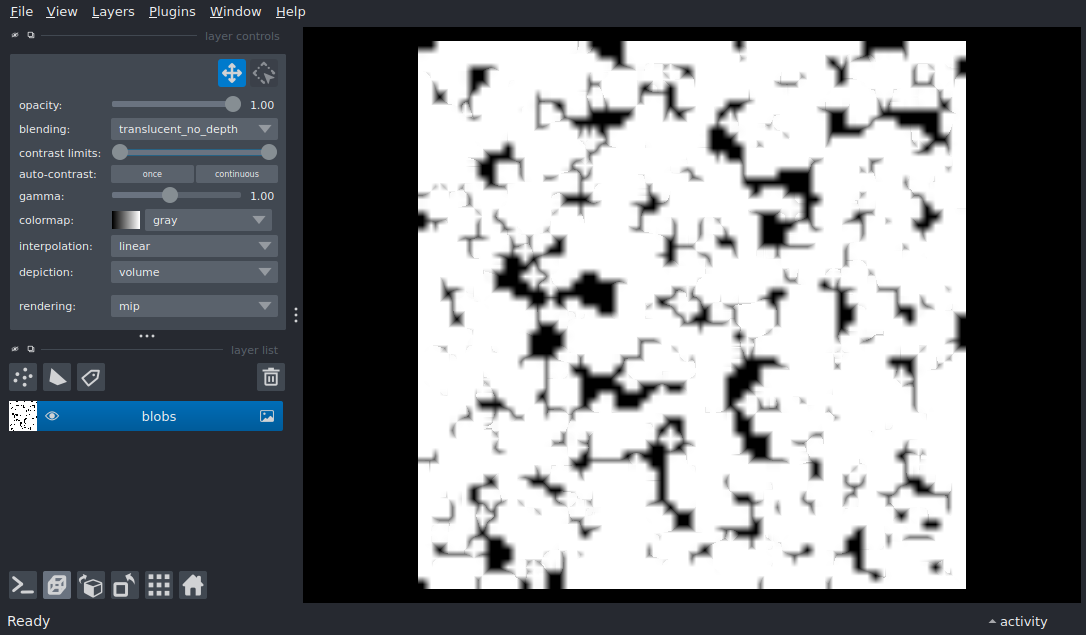 File View Layers Plugins Window Help
layer controls
opacity: 1.00
blending: translucent_no_depth
contrast limits:
auto-contrast: once continuous
gamma: 1.00
colormap: gray
interpolation: linear
depiction: volume
rendering: mip
layer list
blobs
Ready activity